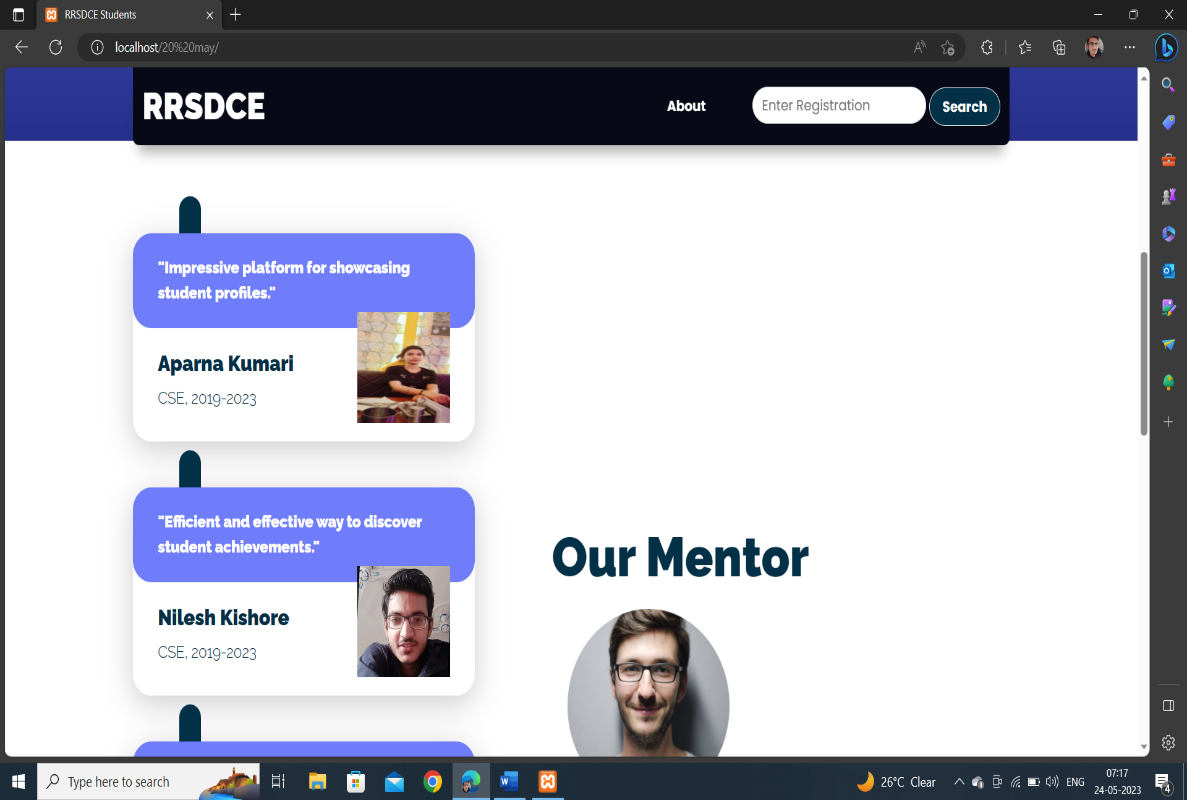 RRSDCE Students
localhost/20%20may/
RRSDCE
About
Enter Registration
Search
"Impressive platform for showcasing
student profiles."
Aparna Kumari
CSE, 2019-2023
"Efficient and effective way to discover
student achievements."
Nilesh Kishore
CSE, 2019-2023
Our Mentor
Type here to search
26°C Clear
ENG
07:17
24-05-2023
4